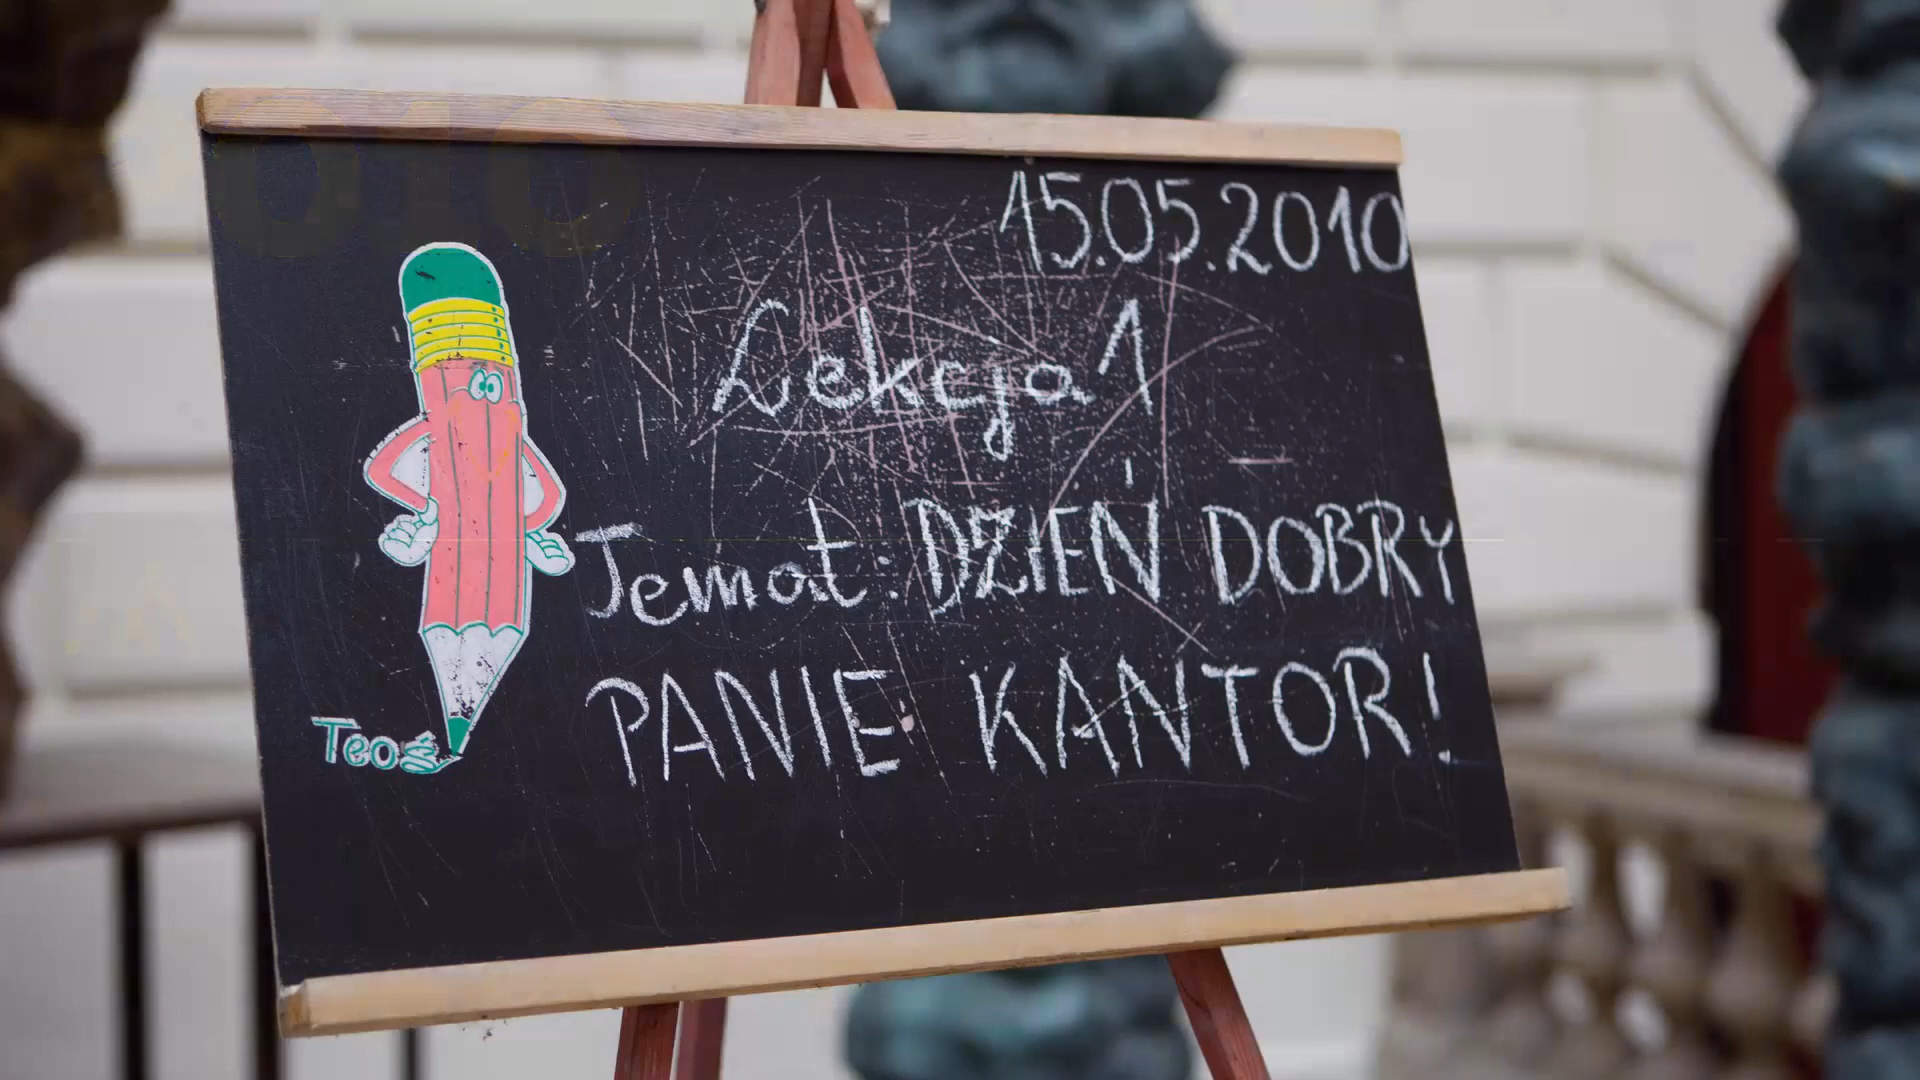 15.05.2010
Lekcja 1
Temat: DZIEŃ DOBRY
PANIE KANTOR!
Teoś